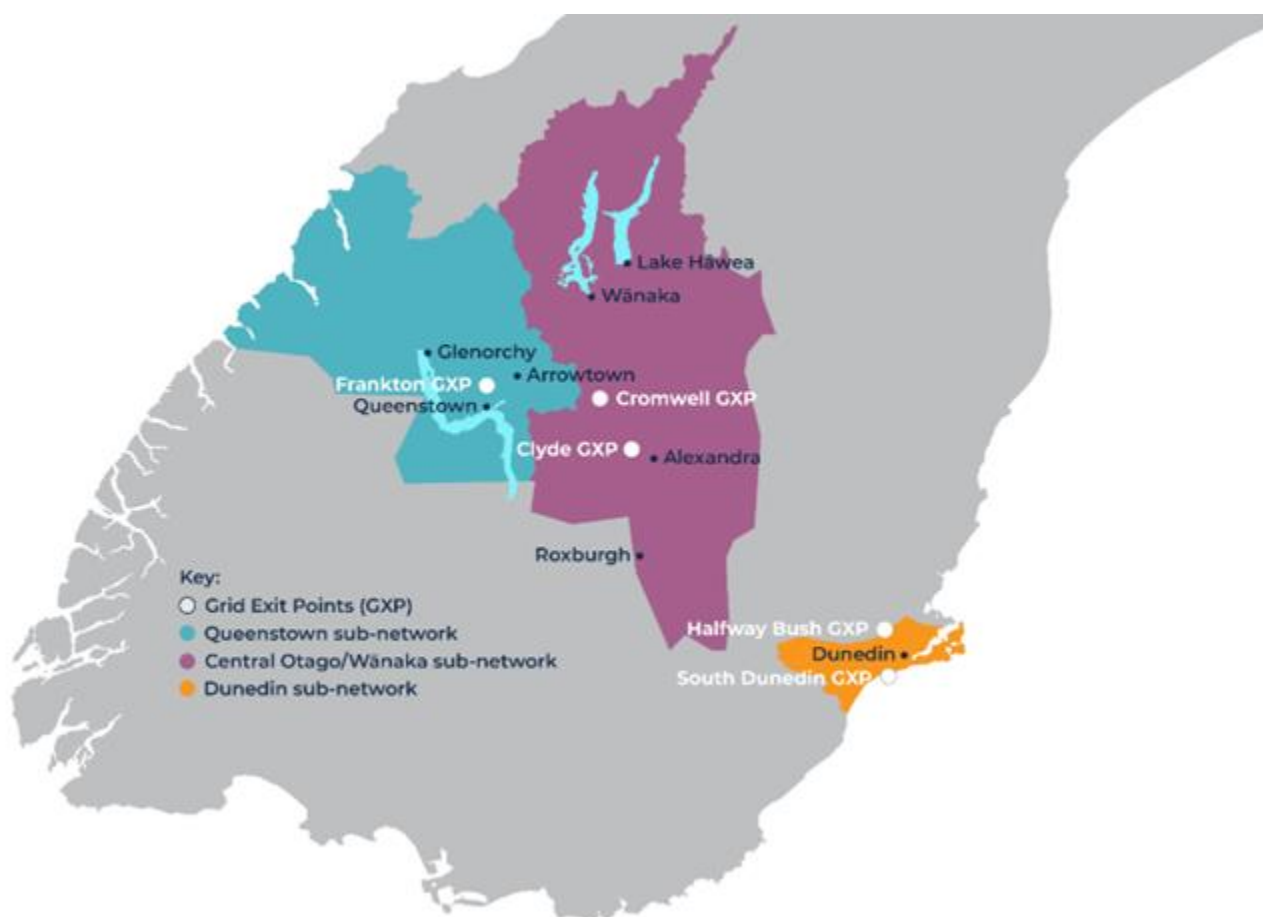 Lake Hāwea
Wānaka
Glenorchy
Arrowtown
Frankton GXP
Queenstown
Cromwell GXP
Clyde GXP
Alexandra
Roxburgh
Key:
Grid Exit Points (GXP)
Queenstown sub-network
Central Otago/Wānaka sub-network
Dunedin sub-network
Halfway Bush GXP
Dunedin
South Dunedin GXP